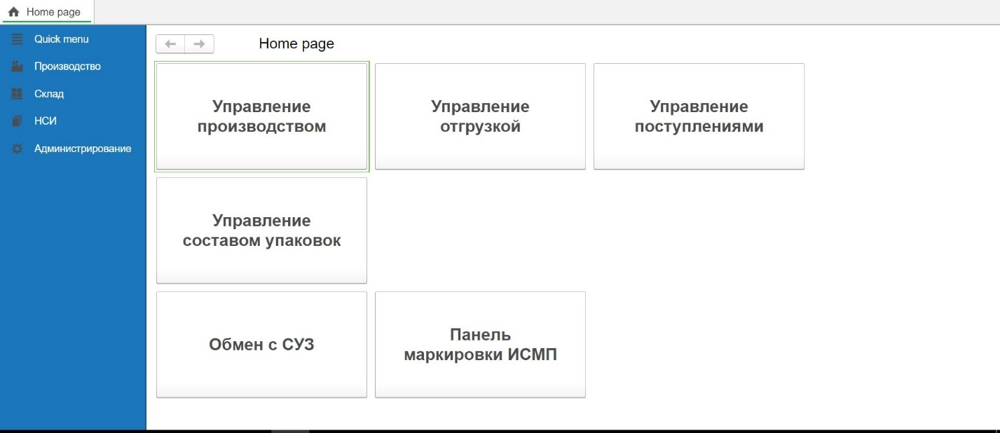 Home page
Quick menu
Производство
Склад
НСИ
Администрирование
Home page
Управление
производством
Управление
отгрузкой
Управление
поступлениями
Управление
составом упаковок
Обмен с СУЗ
Панель
маркировки ИСМП